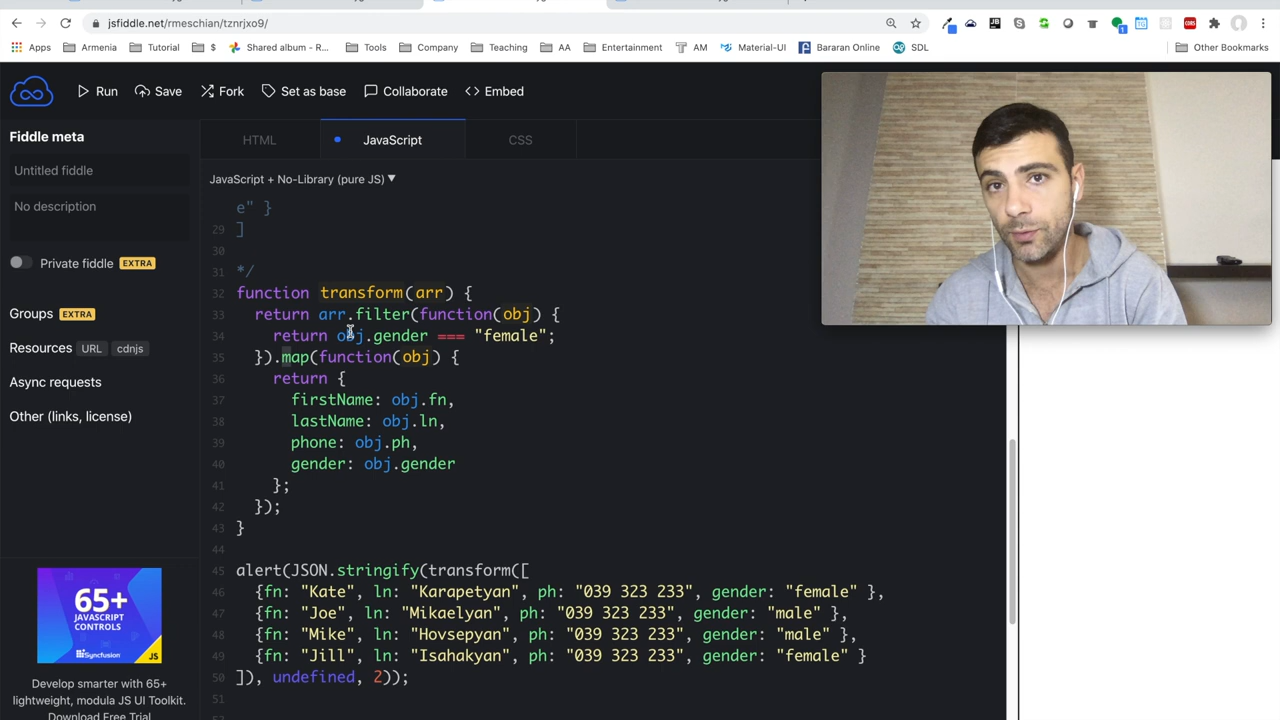 jsfiddle.net/rmeschian/tznrjxo9/
Apps Armenia Tutorial $ Shared album - R... Tools Company Teaching AA Entertainment AM Material-UI Bararan Online SDL Other Bookmarks
Run Save Fork Set as base Collaborate Embed
Fiddle meta
Untitled fiddle
No description
Private fiddle EXTRA
Groups EXTRA
Resources URL cdnjs
Async requests
Other (links, license)
65+
JAVASCRIPT
CONTROLS
Syncfusion JS
Develop smarter with 65+
lightweight, modula JS UI Toolkit.
Download Free Trial
HTML JavaScript CSS
JavaScript + No-Library (pure JS)
e" }
29 ]
30
31 */
32 function transform(arr) {
33 return arr.filter(function(obj) {
34 return obj.gender === "female";
35 }).map(function(obj) {
36 return {
37 firstName: obj.fn,
38 lastName: obj.ln,
39 phone: obj.ph,
40 gender: obj.gender
41 };
42 });
43 }
44
45 alert(JSON.stringify(transform([
46 {fn: "Kate", ln: "Karapetyan", ph: "039 323 233", gender: "female" },
47 {fn: "Joe", ln: "Mikaelyan", ph: "039 323 233", gender: "male" },
48 {fn: "Mike", ln: "Hovsepyan", ph: "039 323 233", gender: "male" },
49 {fn: "Jill", ln: "Isahakyan", ph: "039 323 233", gender: "female" }
50 ]), undefined, 2));
51